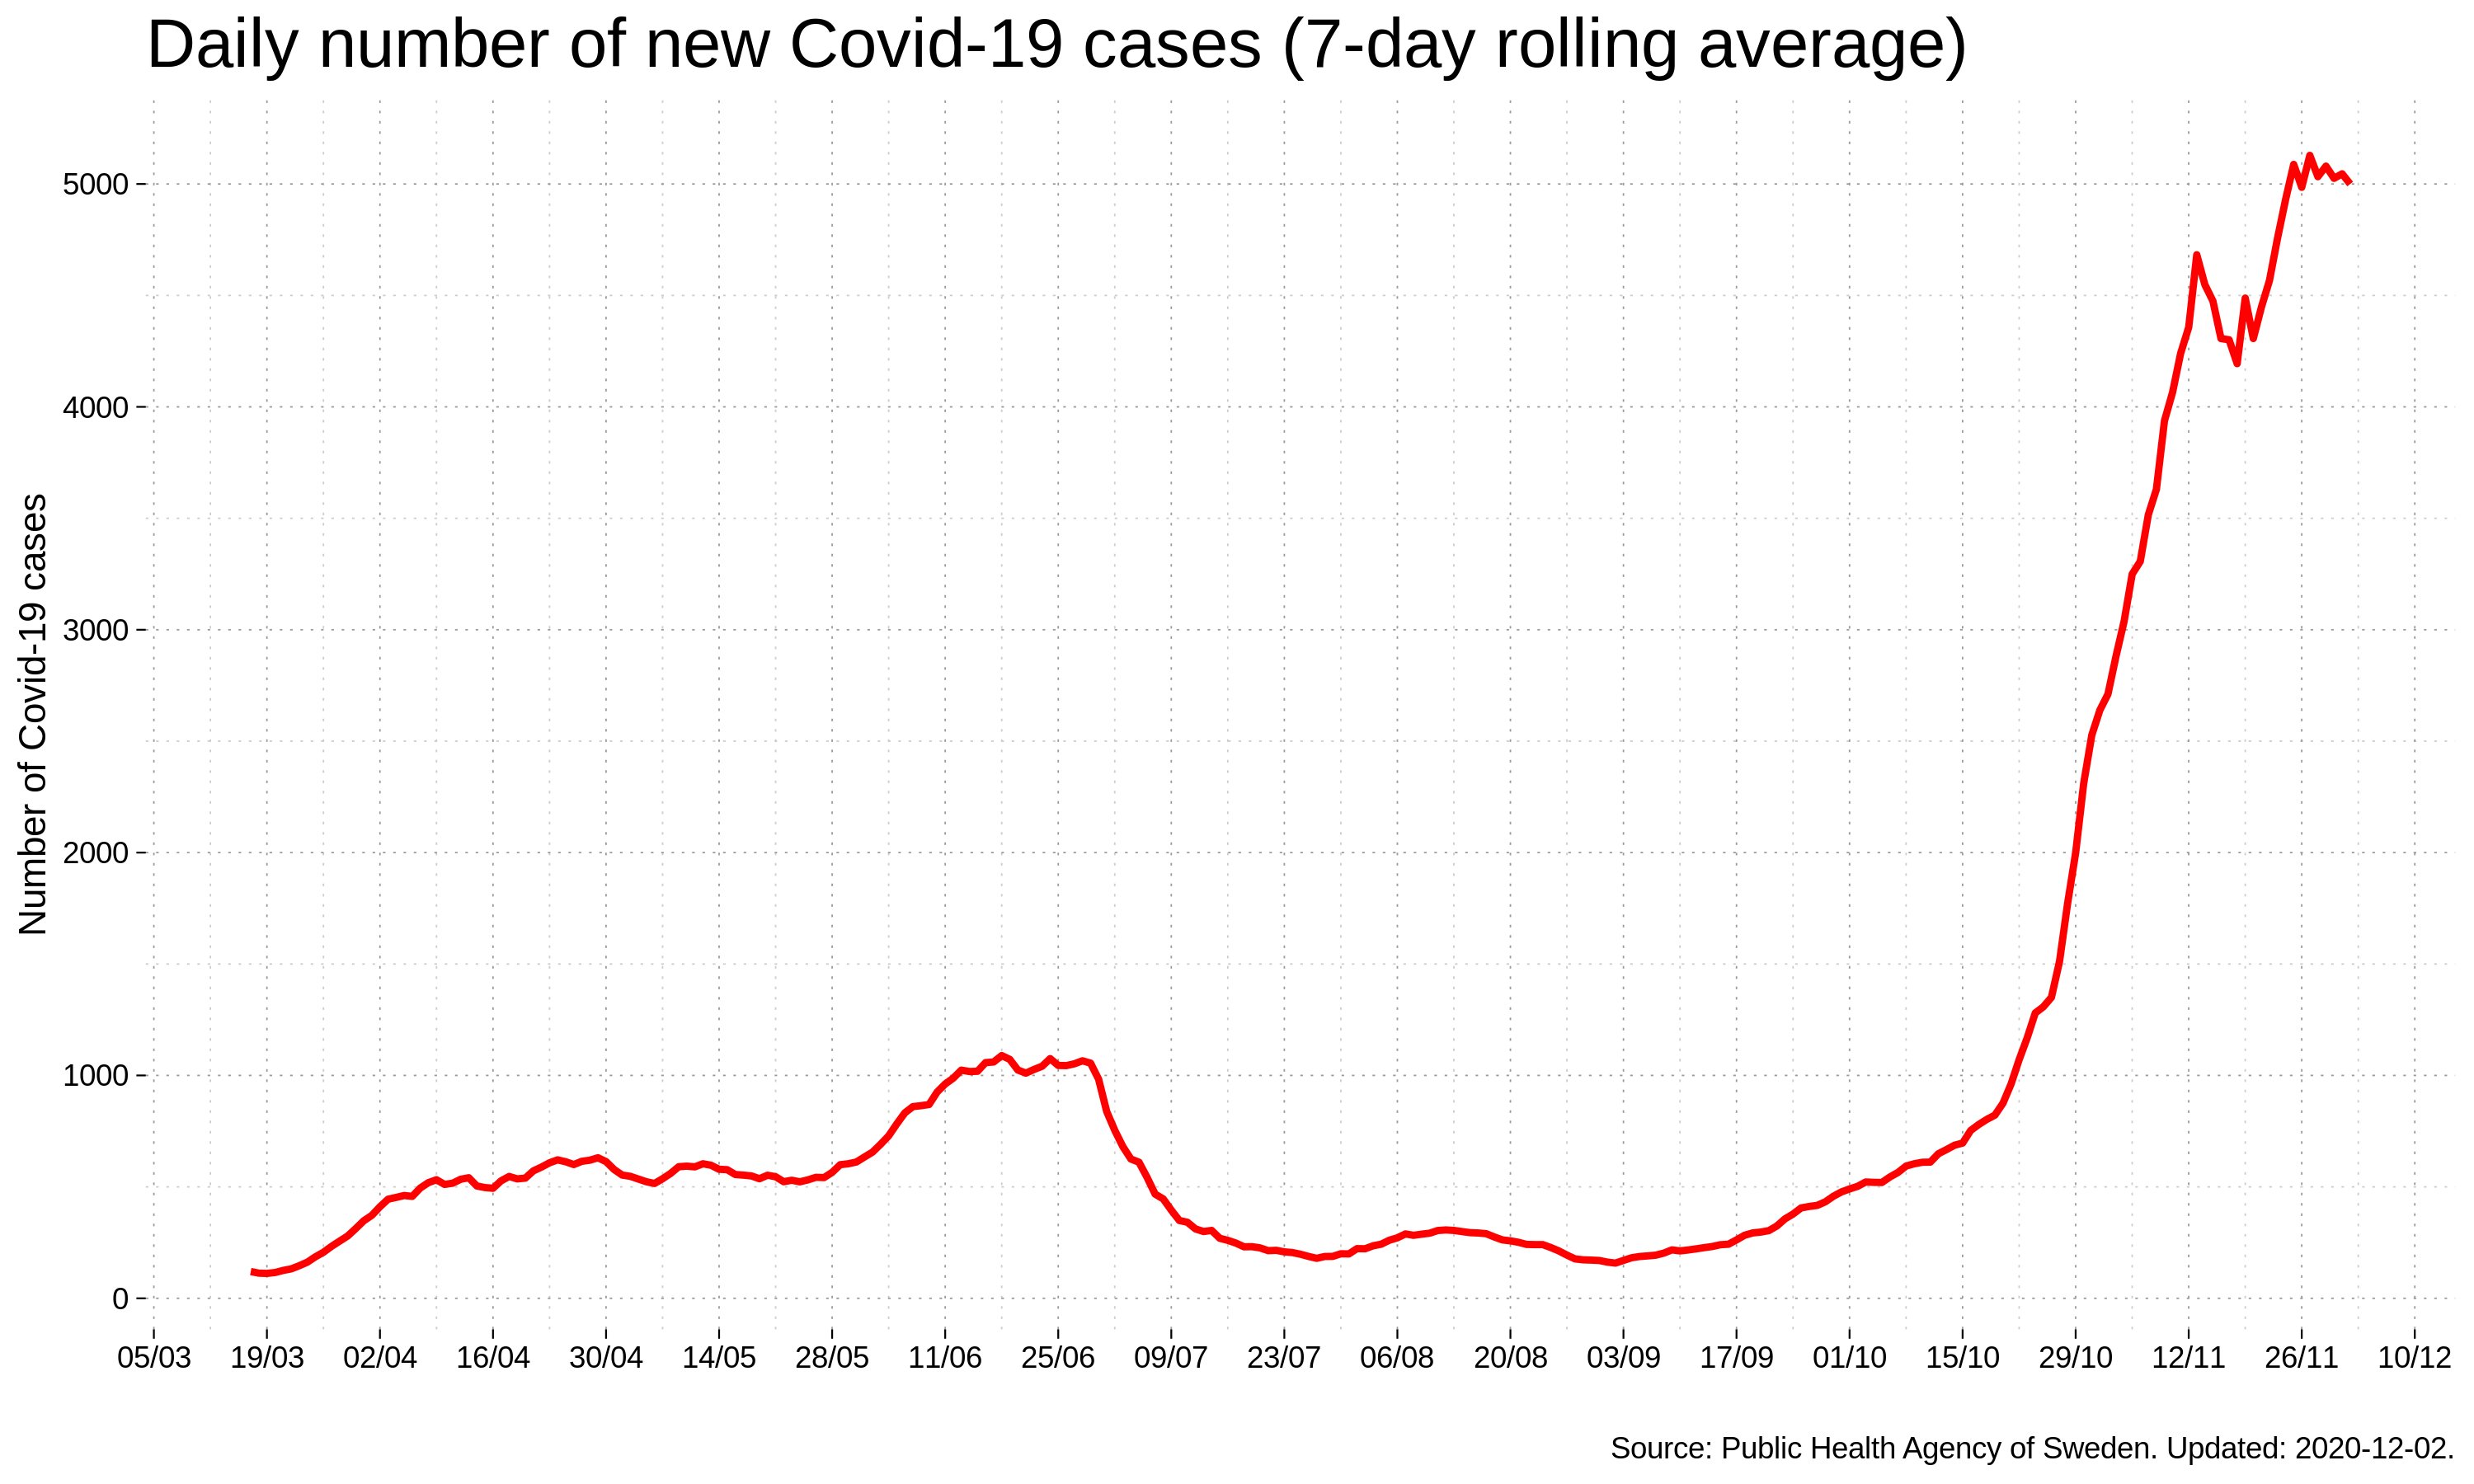 Daily number of new Covid-19 cases (7-day rolling average)
Number of Covid-19 cases
5000
4000
3000
2000
1000
0
05/03 19/03 02/04 16/04 30/04 14/05 28/05 11/06 25/06 09/07 23/07 06/08 20/08 03/09 17/09 01/10 15/10 29/10 12/11 26/11 10/12
Source: Public Health Agency of Sweden. Updated: 2020-12-02.